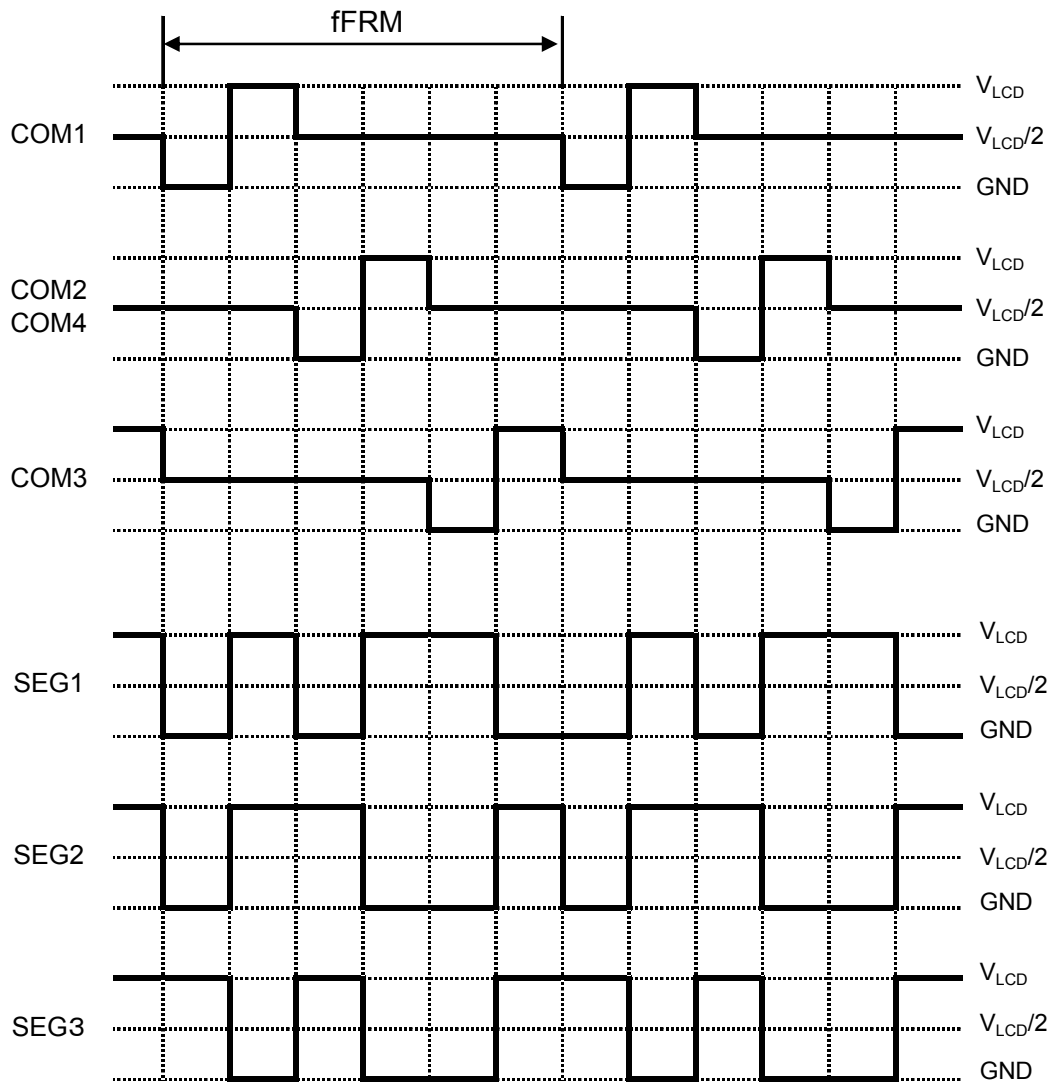 fFRM
COM1
VLCD
VLCD/2
GND
COM2
COM4
VLCD
VLCD/2
GND
COM3
VLCD
VLCD/2
GND
SEG1
VLCD
VLCD/2
GND
SEG2
VLCD
VLCD/2
GND
SEG3
VLCD
VLCD/2
GND